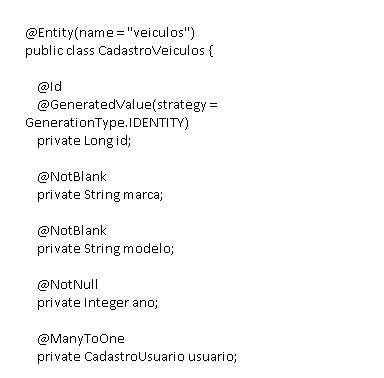 @Entity(name = "veiculos")
public class CadastroVeiculos {
@Id
@GeneratedValue(strategy =
GenerationType.IDENTITY)
private Long id;
@NotBlank
private String marca;
@NotBlank
private String modelo;
@NotNull
private Integer ano;
@ManyToOne
private CadastroUsuario usuario;